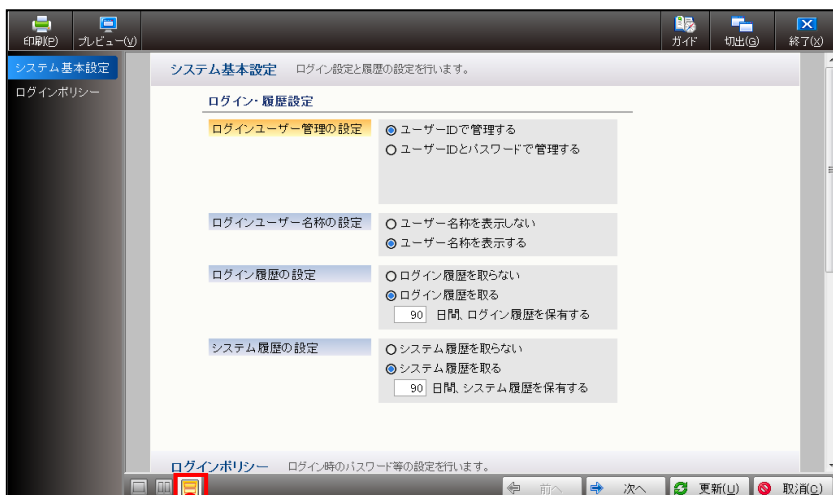 印刷(P) プレビュー(V) ガイド 切出(G) 終了(X)
システム基本設定
ログインポリシー
システム基本設定 ログイン設定と履歴の設定を行います。
ログイン・履歴設定
ログインユーザー管理の設定
ユーザーIDで管理する
ユーザーIDとパスワードで管理する
ログインユーザー名称の設定
ユーザー名称を表示しない
ユーザー名称を表示する
ログイン履歴の設定
ログイン履歴を取らない
ログイン履歴を取る
90 日間、ログイン履歴を保有する
システム履歴の設定
システム履歴を取らない
システム履歴を取る
90 日間、システム履歴を保有する
ログインポリシー ログイン時のパスワード等の設定を行います。
前へ 次へ 更新(U) 取消(C)